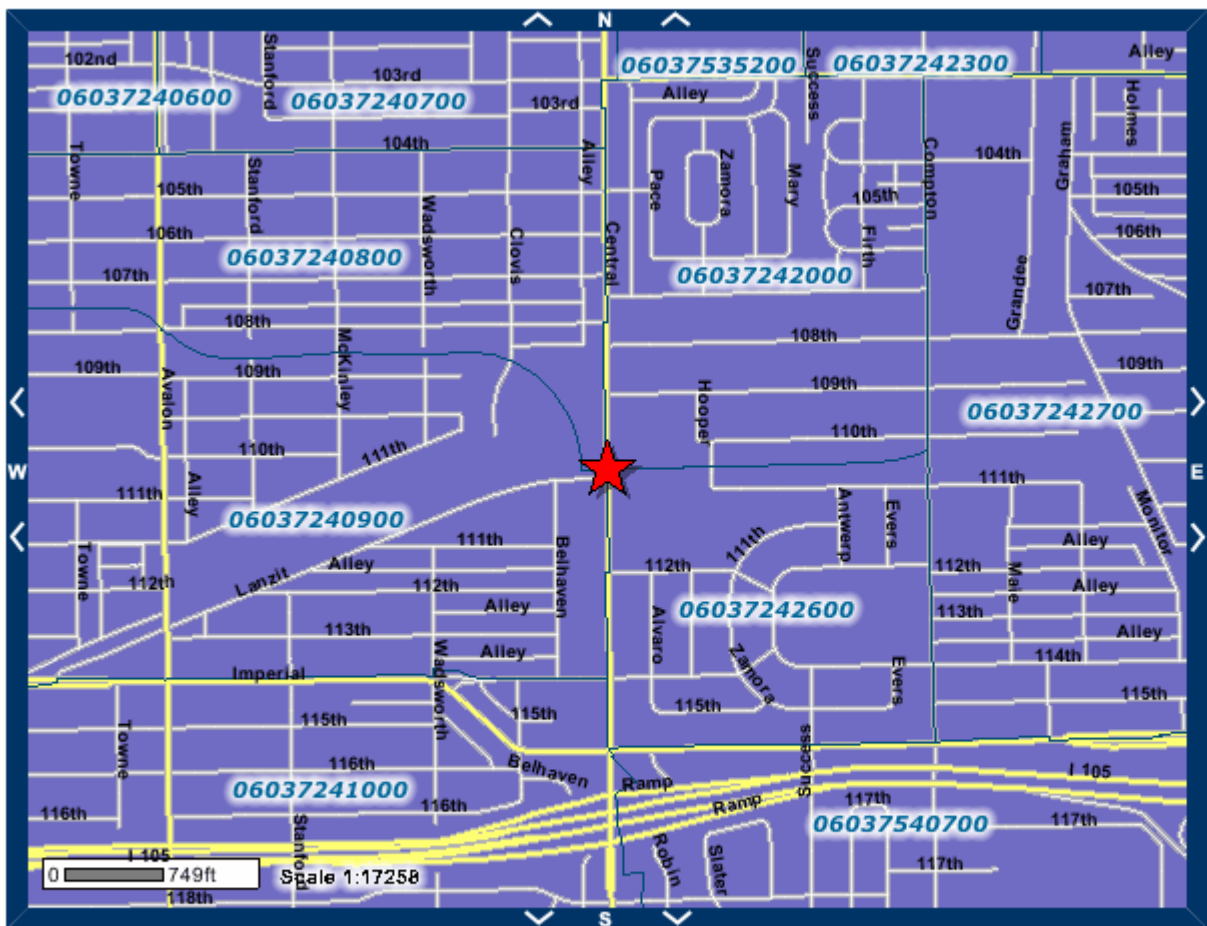 N
102nd
Stanford
103rd
Success
Alley
06037535200
06037242300
06037240600
06037240700
103rd
Alley
Holmes
Towne
104th
Alley
Compton
104th
Graham
Stanford
105th
Wadsworth
Pace
Zamora
Mary
105th
105th
106th
Clovis
Central
Firth
106th
06037240800
06037242000
107th
107th
Grandee
108th
McKinley
108th
109th
Avalon
109th
Hooper
109th
109th
06037242700
110th
111th
110th
W
E
111th
Alley
111th
Antwerp
Evers
Monitor
06037240900
111th
Belhaven
111th
Alley
Towne
112th
Lanzit
Alley
112th
112th
112th
Maie
Alley
Alley
Alvaro
06037242600
113th
113th
Alley
Wadsworth
Alley
Zamora
114th
Imperial
Evers
115th
115th
115th
115th
Towne
Success
116th
Belhaven
Ramp
I 105
06037241000
116th
Ramp
117th
116th
Stanford
06037540700
117th
I 105
Robin
Slater
117th
0 749ft
Scale 1:17258
118th
S